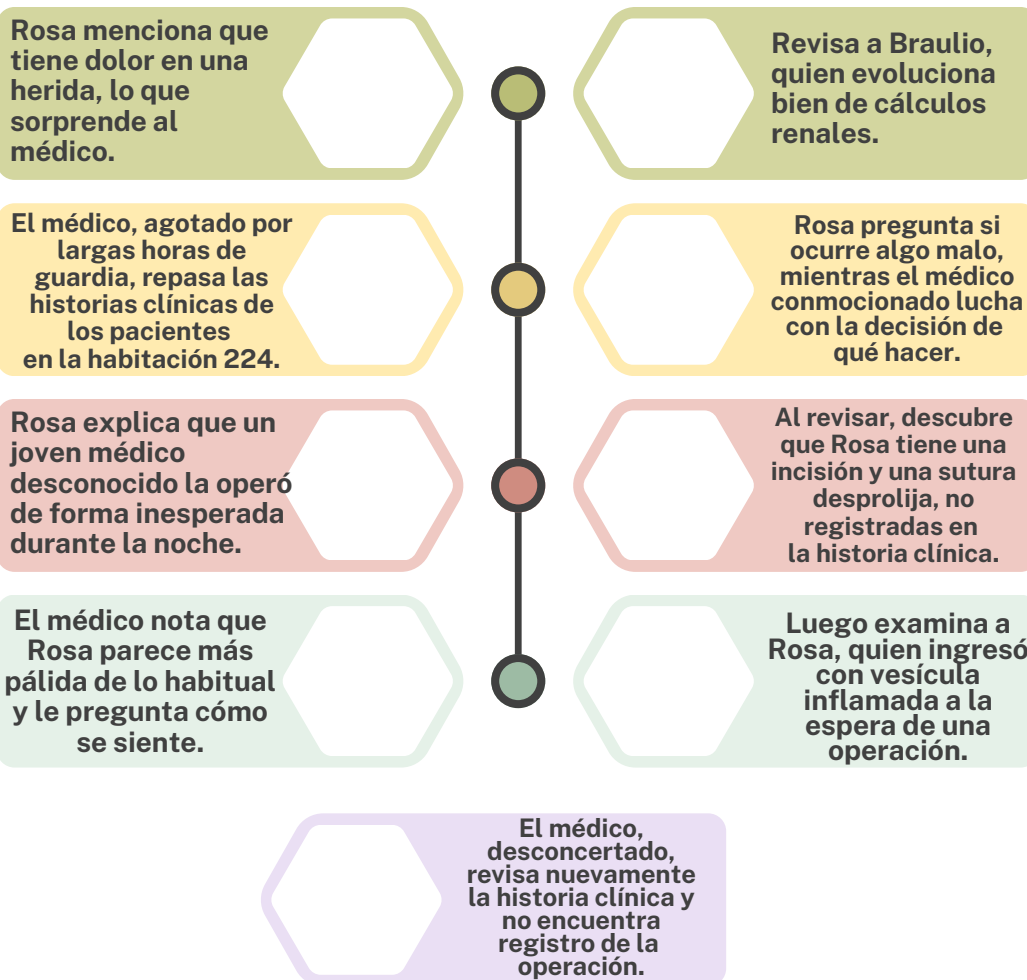 Rosa menciona que
tiene dolor en una
herida, lo que
sorprende al
médico.
Revisa a Braulio,
quien evoluciona
bien de cálculos
renales.
El médico, agotado por
largas horas de
guardia, repasa las
historias clínicas de
los pacientes
en la habitación 224.
Rosa pregunta si
ocurre algo malo,
mientras el médico
conmocionado lucha
con la decisión de
qué hacer.
Rosa explica que un
joven médico
desconocido la operó
de forma inesperada
durante la noche.
Al revisar, descubre
que Rosa tiene una
incisión y una sutura
desprolija, no
registradas en
la historia clínica.
El médico nota que
Rosa parece más
pálida de lo habitual
y le pregunta cómo
se siente.
Luego examina a
Rosa, quien ingresó
con vesícula
inflamada a la
espera de una
operación.
El médico,
desconcertado,
revisa nuevamente
la historia clínica y
no encuentra
registro de la
operación.